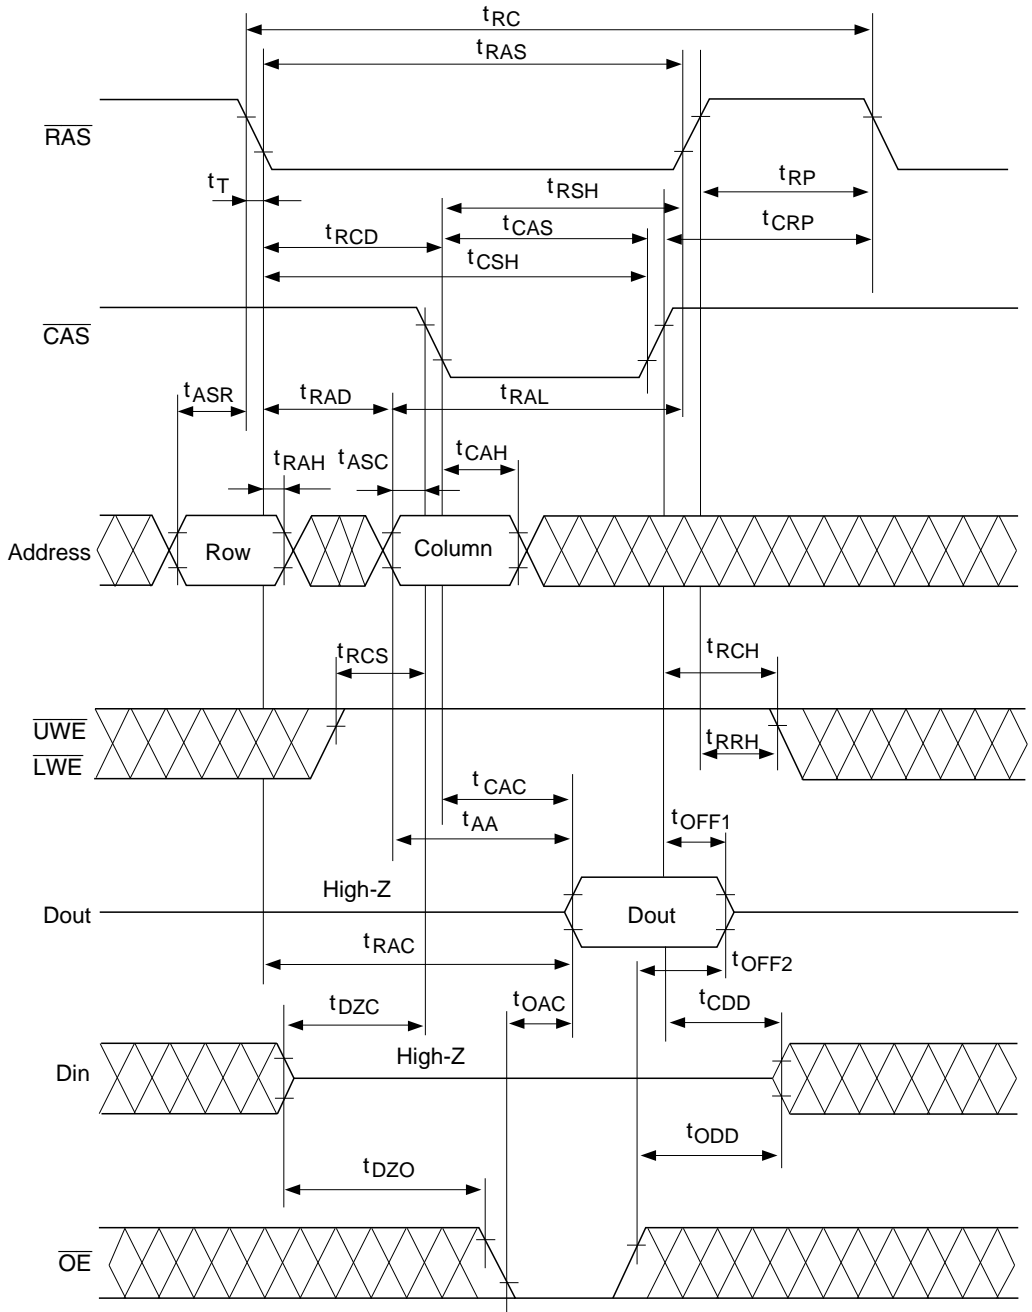 tRC
tRAS
RAS
tT
tRSH
tRP
tRCD
tCAS
tCRP
tCSH
CAS
tASR
tRAD
tRAL
tRAH
tASC
tCAH
Address
Row
Column
tRCS
tRCH
UWE
LWE
tRRH
tCAC
tAA
tOFF1
High-Z
Dout
Dout
tRAC
tOFF2
tDZC
tOAC
tCDD
High-Z
Din
tODD
tDZO
OE